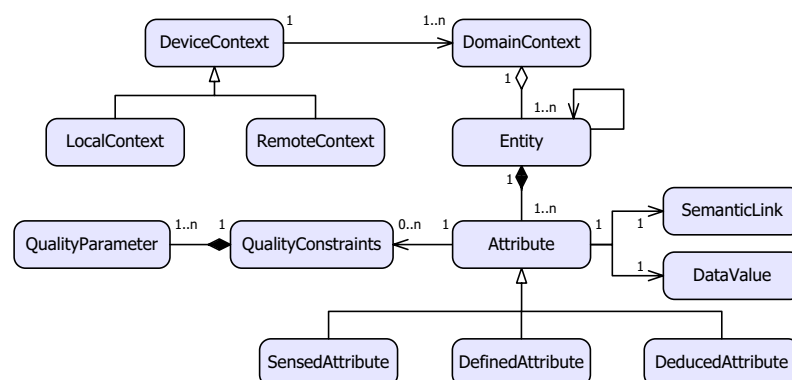 DeviceContext 1 1..n DomainContext
1
1..n
LocalContext RemoteContext Entity
1
1..n
QualityParameter 1..n 1 QualityConstraints 0..n 1 Attribute 1 1 SemanticLink
1 DataValue
SensedAttribute DefinedAttribute DeducedAttribute